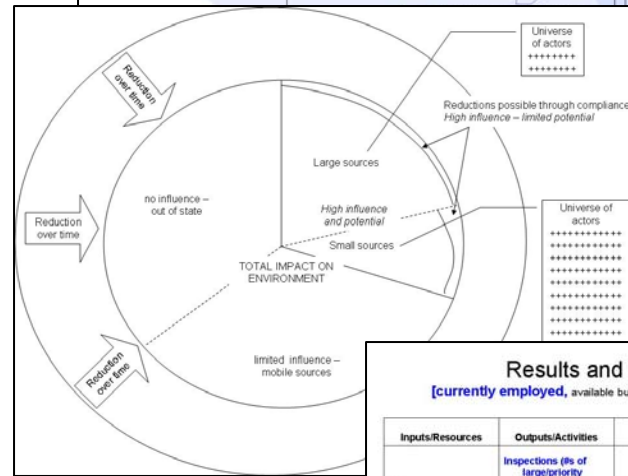 Universe
of actors
++++++++
++++++++
Reductions possible through compliance
High influence – limited potential
Reduction
over time
Large sources
no influence –
out of state
High influence
and potential
Small sources
Reduction
over time
Universe of
actors
++++++++++++
++++++++++++
++++++++++++
++++++++++++
++++++++++++
++++++++++++
++++++++++++
++++++++++++
++++++++++++
TOTAL IMPACT ON
ENVIRONMENT
limited influence –
mobile sources
Reduction
over time
Results and
[currently employed, available bu
Inputs/Resources
Outputs/Activities
Inspections (#s of
large/priority